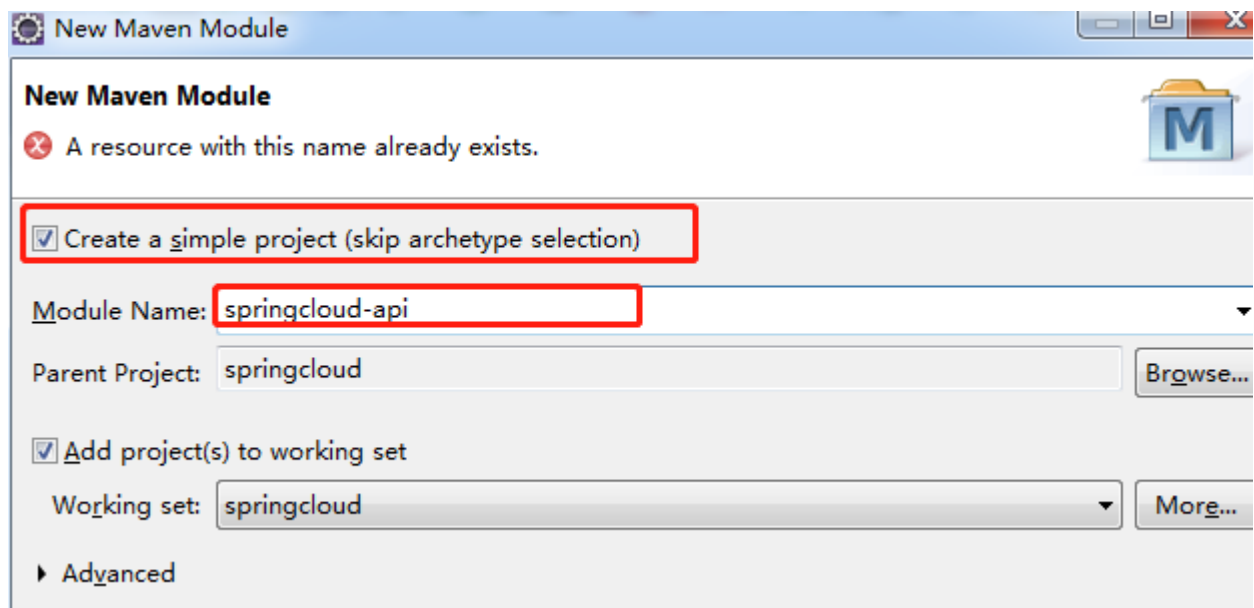 New Maven Module
New Maven Module
A resource with this name already exists.
Create a simple project (skip archetype selection)
Module Name: springcloud-api
Parent Project: springcloud Browse...
Add project(s) to working set
Working set: springcloud More...
Advanced